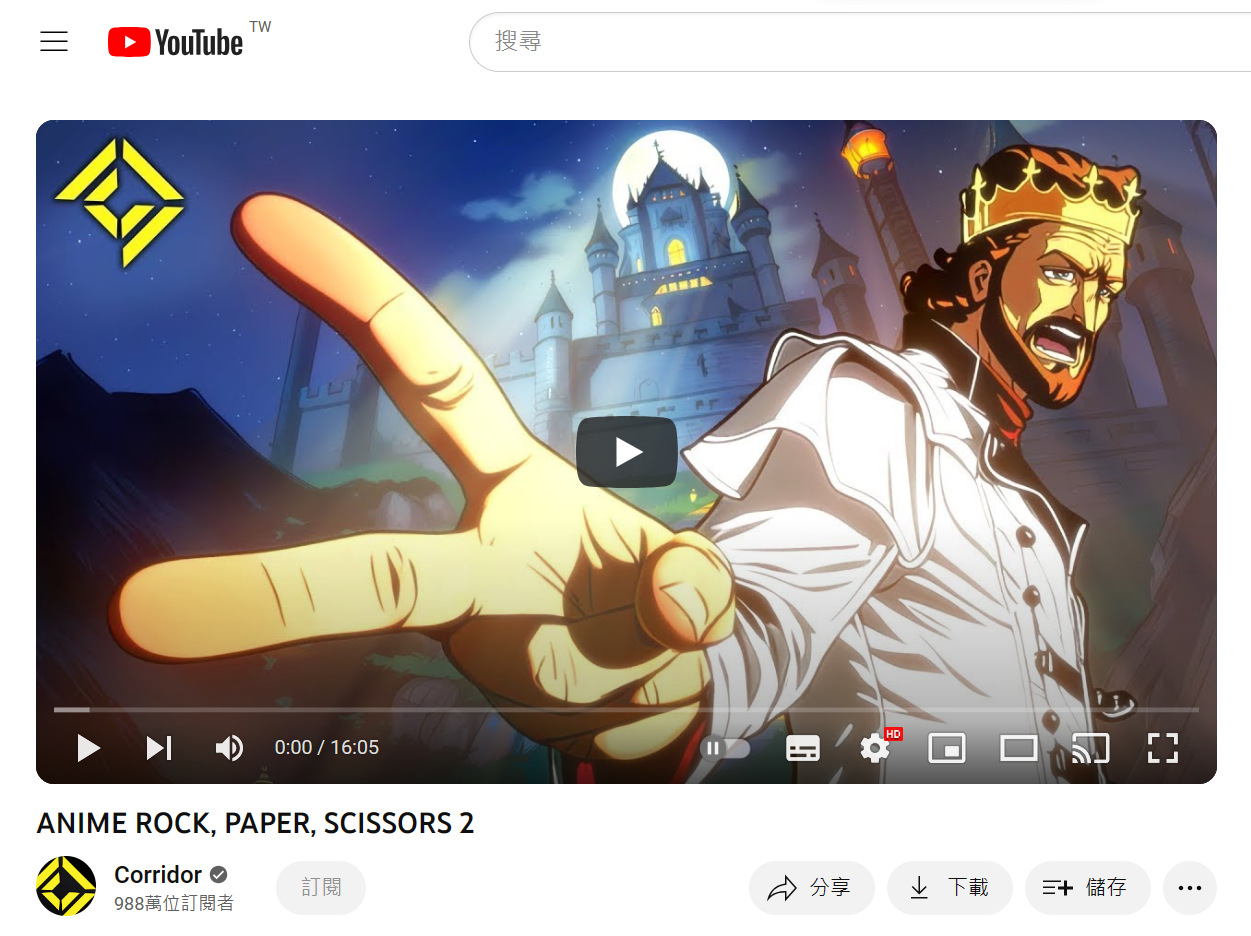 YouTube TW
搜尋
0:00 / 16:05
HD
ANIME ROCK, PAPER, SCISSORS 2
Corridor
988萬位訂閱者
訂閱
分享
下載
儲存